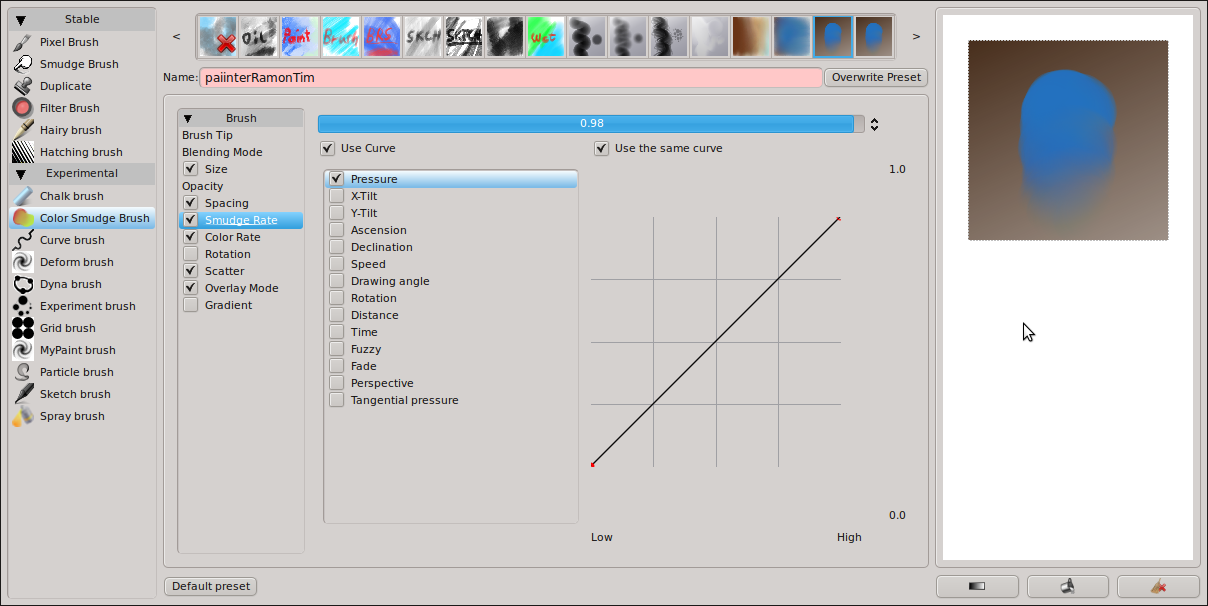 Stable
Pixel Brush
Smudge Brush
Duplicate
Filter Brush
Hairy brush
Hatching brush
Experimental
Chalk brush
Color Smudge Brush
Curve brush
Deform brush
Dyna brush
Experiment brush
Grid brush
MyPaint brush
Particle brush
Sketch brush
Spray brush
< OiL Paint Brush SKCH Wet >
Name: paiinterRamonTim Overwrite Preset
Brush
Brush Tip
Blending Mode
Size
Opacity
Spacing
Smudge Rate
Color Rate
Rotation
Scatter
Overlay Mode
Gradient
0.98
Use Curve Use the same curve
Pressure
X-Tilt
Y-Tilt
Ascension
Declination
Speed
Drawing angle
Rotation
Distance
Time
Fuzzy
Fade
Perspective
Tangential pressure
1.0
0.0
Low High
Default preset